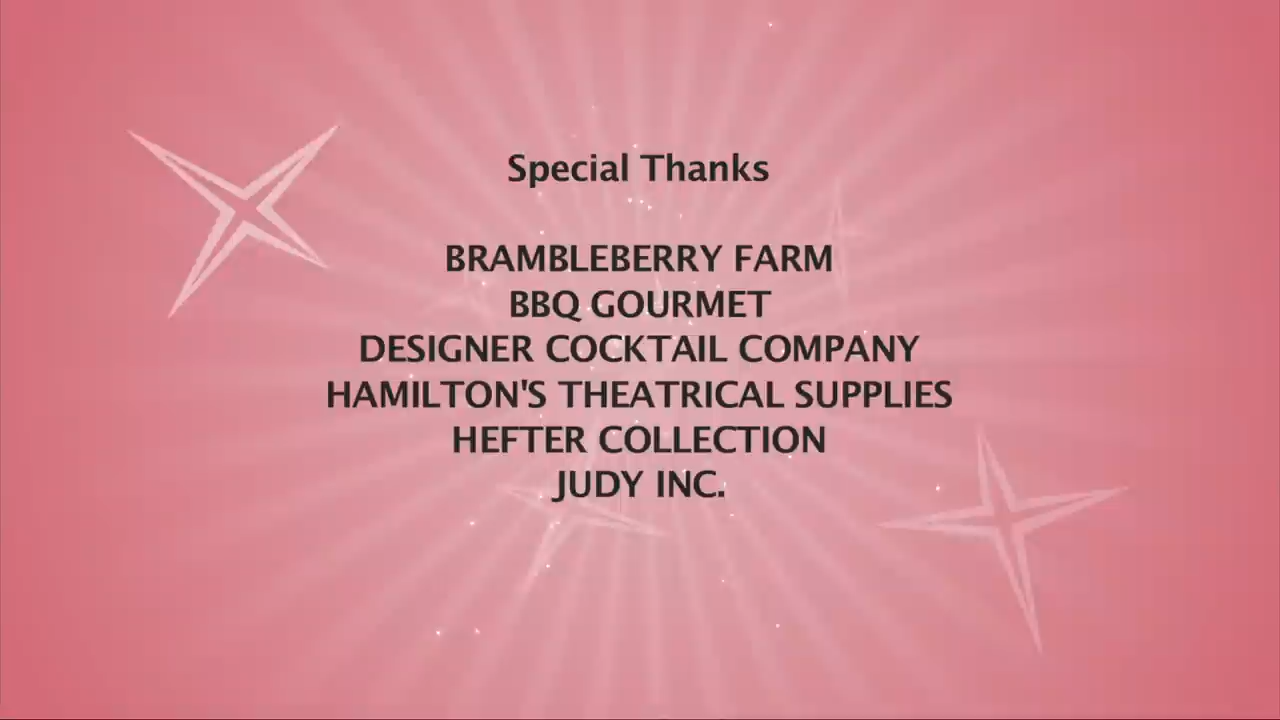 Special Thanks
BRAMBLEBERRY FARM
BBQ GOURMET
DESIGNER COCKTAIL COMPANY
HAMILTON'S THEATRICAL SUPPLIES
HEFTER COLLECTION
JUDY INC.